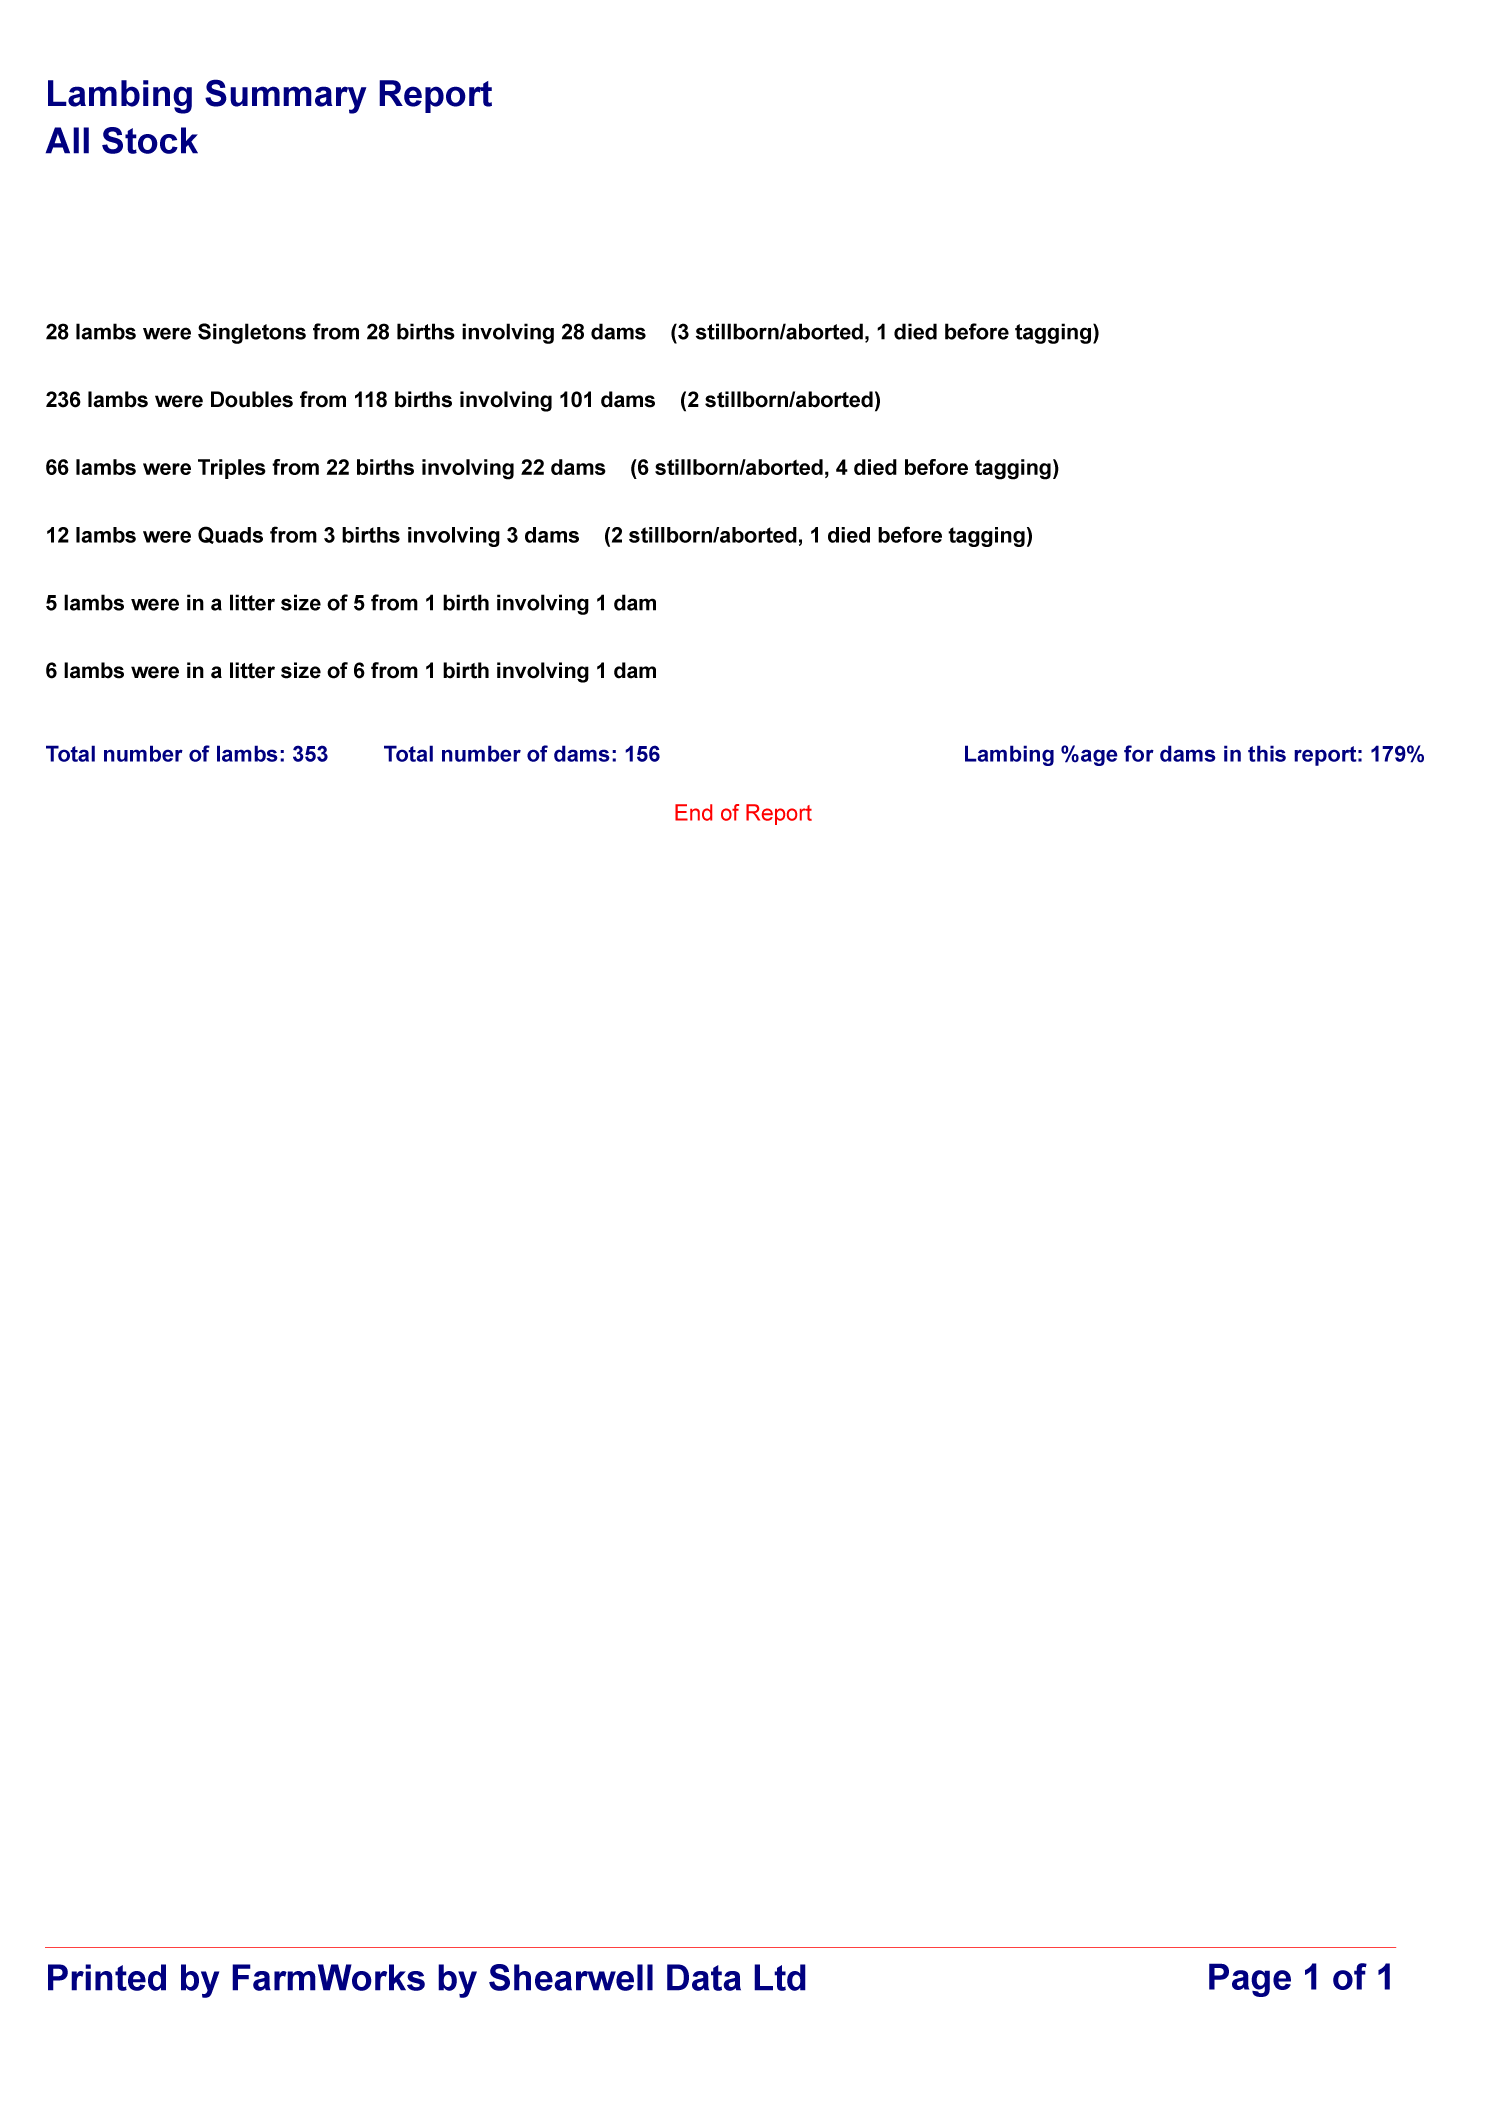 Lambing Summary Report
All Stock
28 lambs were Singletons from 28 births involving 28 dams (3 stillborn/aborted, 1 died before tagging)
236 lambs were Doubles from 118 births involving 101 dams (2 stillborn/aborted)
66 lambs were Triples from 22 births involving 22 dams (6 stillborn/aborted, 4 died before tagging)
12 lambs were Quads from 3 births involving 3 dams (2 stillborn/aborted, 1 died before tagging)
5 lambs were in a litter size of 5 from 1 birth involving 1 dam
6 lambs were in a litter size of 6 from 1 birth involving 1 dam
Total number of lambs: 353 Total number of dams: 156 Lambing %age for dams in this report: 179%
End of Report
Printed by FarmWorks by Shearwell Data Ltd Page 1 of 1